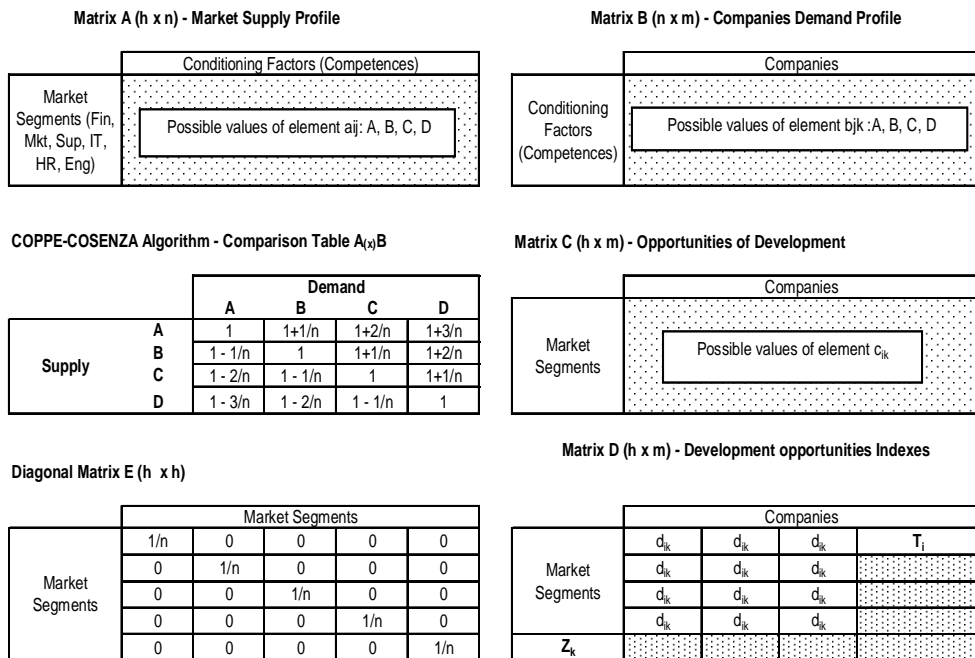 Matrix A (h x n) - Market Supply Profile
Conditioning Factors (Competences)
Market
Segments (Fin,
Mkt, Sup, IT,
HR, Eng)
Possible values of element aij: A, B, C, D
Matrix B (n x m) - Companies Demand Profile
Companies
Conditioning
Factors
(Competences)
Possible values of element bjk :A, B, C, D
COPPE-COSENZA Algorithm - Comparison Table A(x)B
Demand
A B C D
Supply
A 1 1+1/n 1+2/n 1+3/n
B 1 - 1/n 1 1+1/n 1+2/n
C 1 - 2/n 1 - 1/n 1 1+1/n
D 1 - 3/n 1 - 2/n 1 - 1/n 1
Matrix C (h x m) - Opportunities of Development
Companies
Market
Segments
Possible values of element cik
Diagonal Matrix E (h x h)
Market Segments
Market
Segments
1/n 0 0 0 0
0 1/n 0 0 0
0 0 1/n 0 0
0 0 0 1/n 0
0 0 0 0 1/n
Matrix D (h x m) - Development opportunities Indexes
Companies
Market
Segments
dik dik dik Ti
dik dik dik
dik dik dik
dik dik dik
Zk